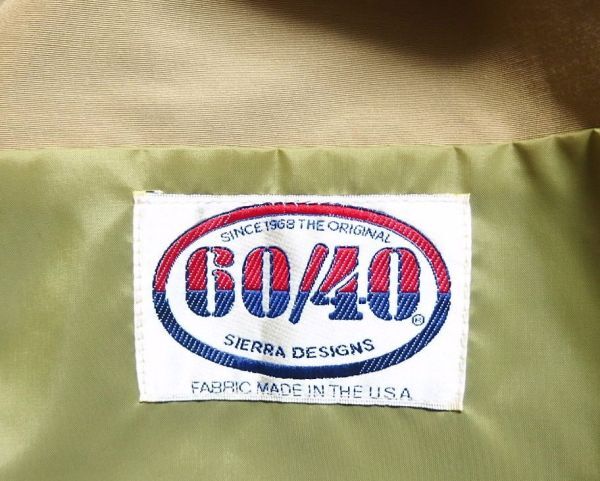 SINCE 1968 THE ORIGINAL
60/40®
SIERRA DESIGNS
FABRIC MADE IN THE U.S.A